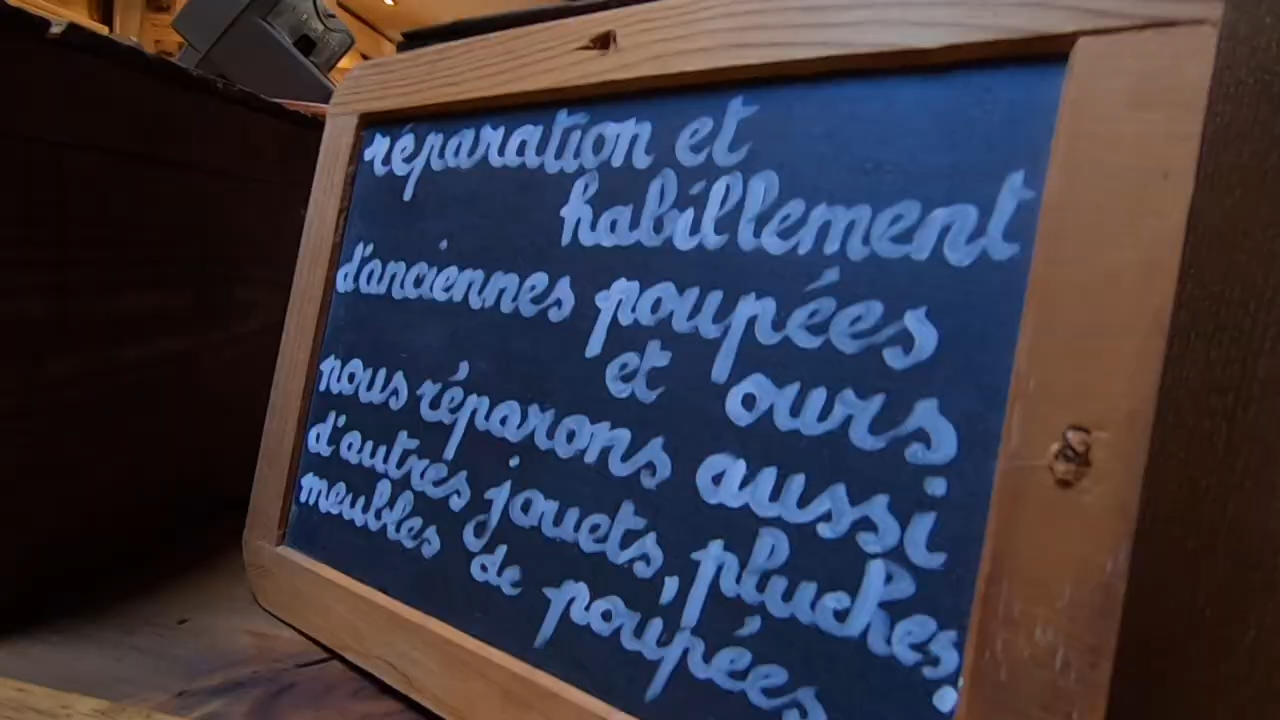 réparation et
habillement
d'anciennes poupées
et ours
nous réparons aussi
d'autres jouets, pluches,
meubles de poupées